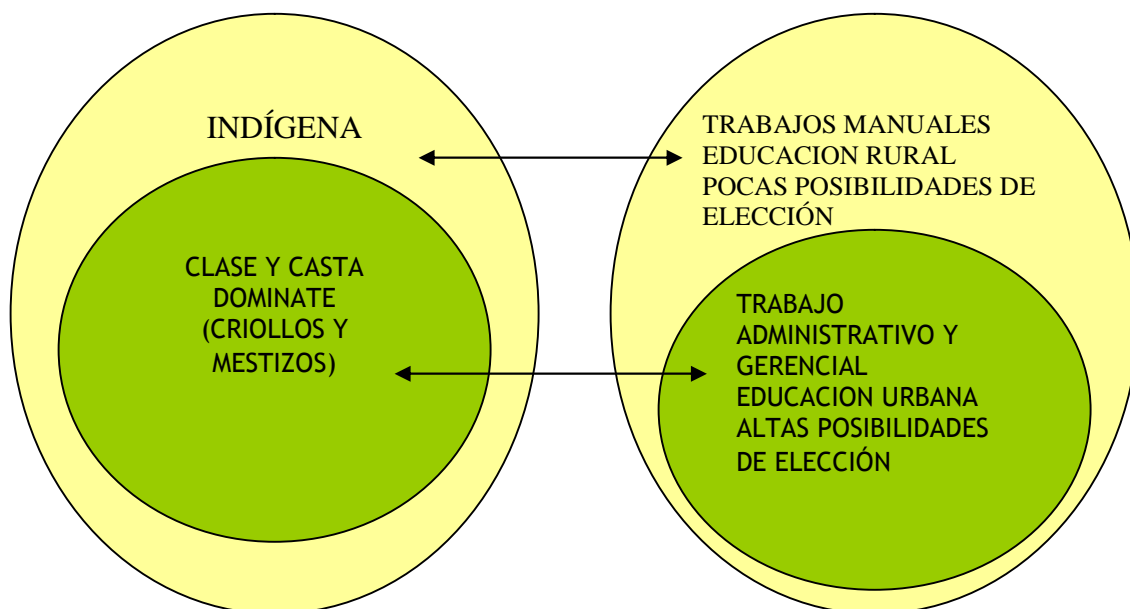 INDÍGENA
CLASE Y CASTA
DOMINATE
(CRIOLLOS Y
MESTIZOS)
TRABAJOS MANUALES
EDUCACION RURAL
POCAS POSIBILIDADES DE
ELECCIÓN
TRABAJO
ADMINISTRATIVO Y
GERENCIAL
EDUCACION URBANA
ALTAS POSIBILIDADES
DE ELECCIÓN